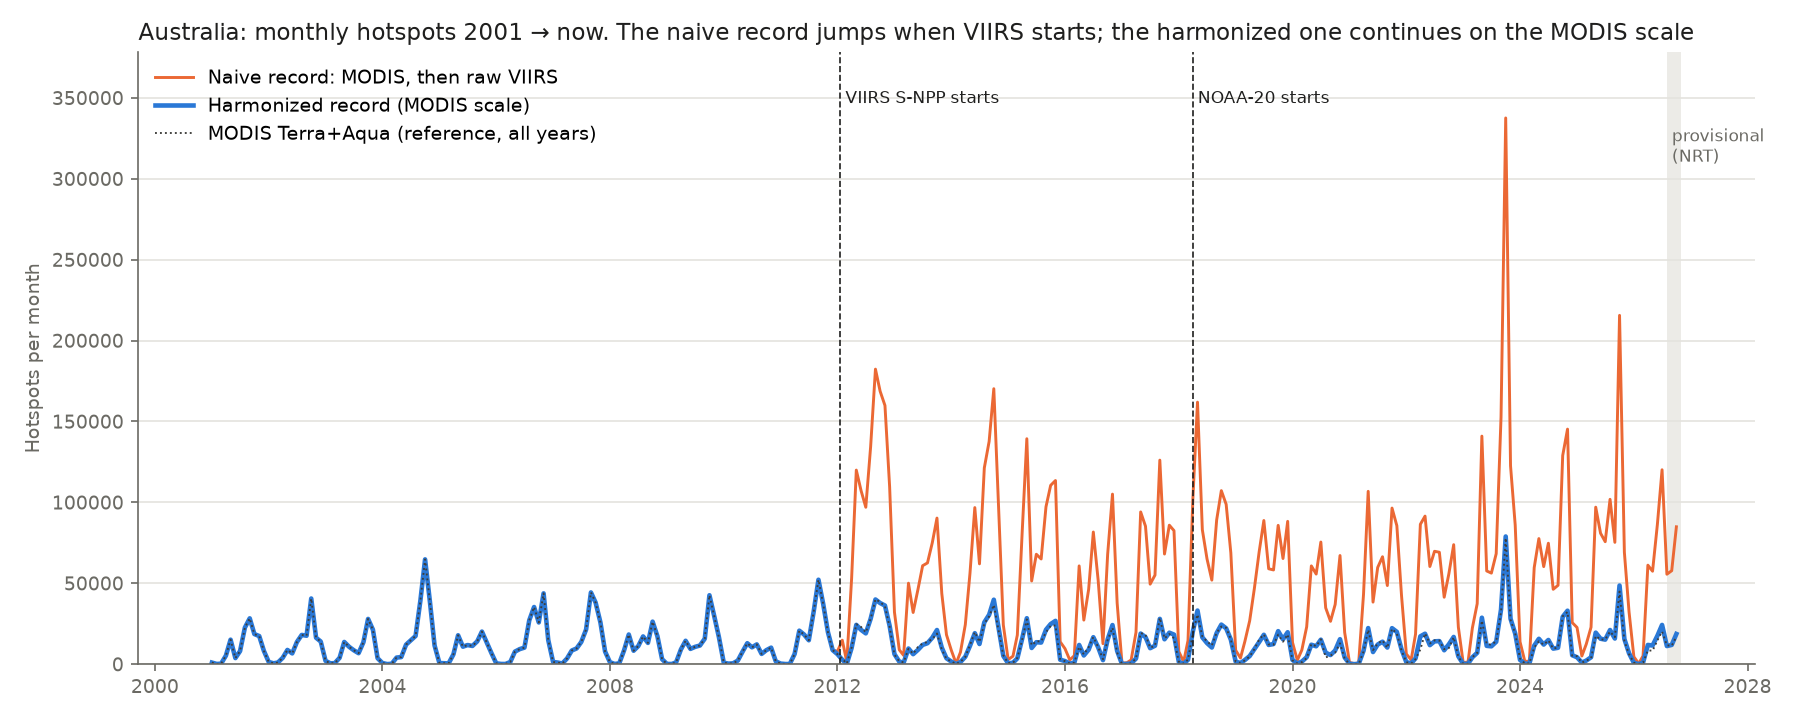 Australia: monthly hotspots 2001 → now. The naive record jumps when VIIRS starts; the harmonized one continues on the MODIS scale
Naive record: MODIS, then raw VIIRS
Harmonized record (MODIS scale)
MODIS Terra+Aqua (reference, all years)
VIIRS S-NPP starts
NOAA-20 starts
provisional
(NRT)
Hotspots per month
350000
300000
250000
200000
150000
100000
50000
0
2000
2004
2008
2012
2016
2020
2024
2028